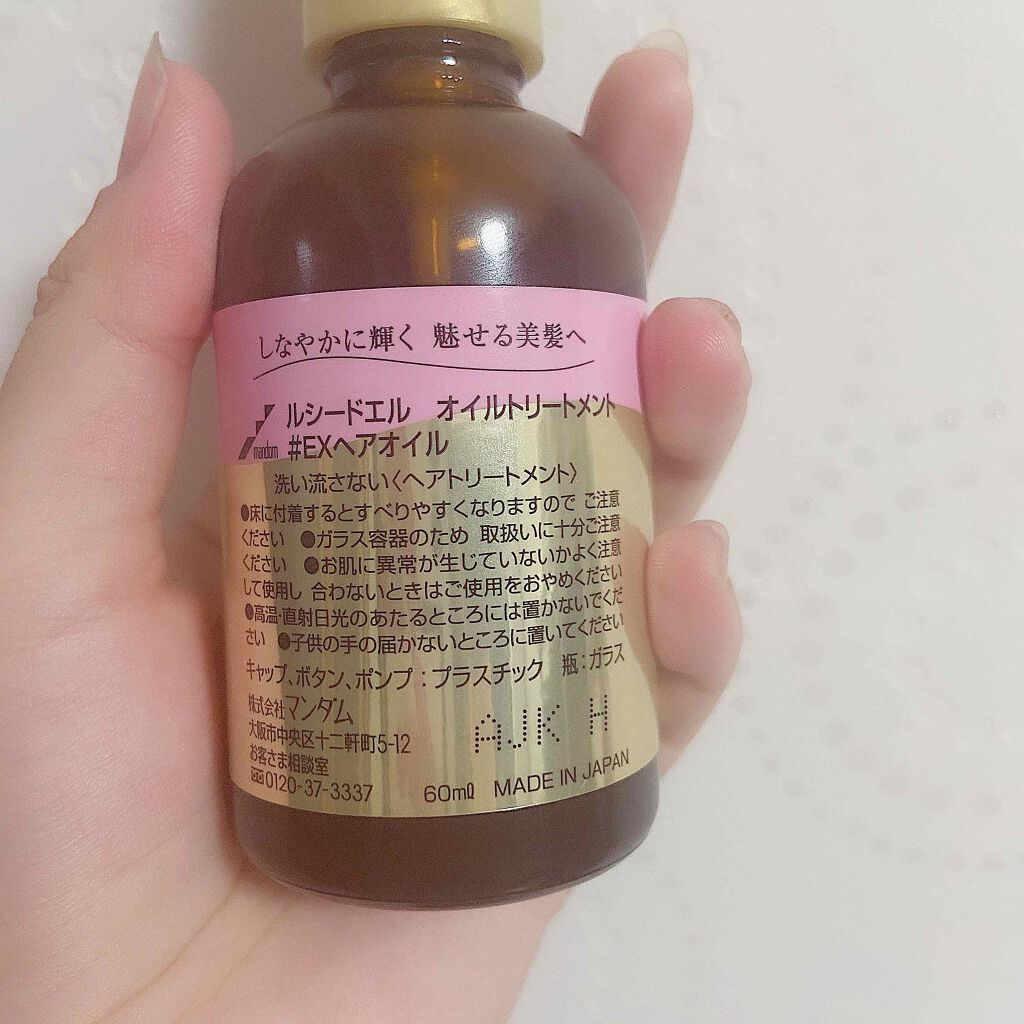 しなやかに輝く 魅せる美髪へ
mandom ルシードエル オイルトリートメント
#EXヘアオイル
洗い流さない〈ヘアトリートメント〉
●床に付着するとすべりやすくなりますので ご注意
ください ●ガラス容器のため 取扱いに十分ご注意
ください ●お肌に異常が生じていないかよく注意
して使用し 合わないときはご使用をおやめください
●高温・直射日光のあたるところには置かないでくだ
さい ●子供の手の届かないところに置いてください
キャップ、ボタン、ポンプ：プラスチック 瓶：ガラス
株式会社マンダム
大阪市中央区十二軒町5-12
お客さま相談室
0120-37-3337
AJK H
60mℓ MADE IN JAPAN